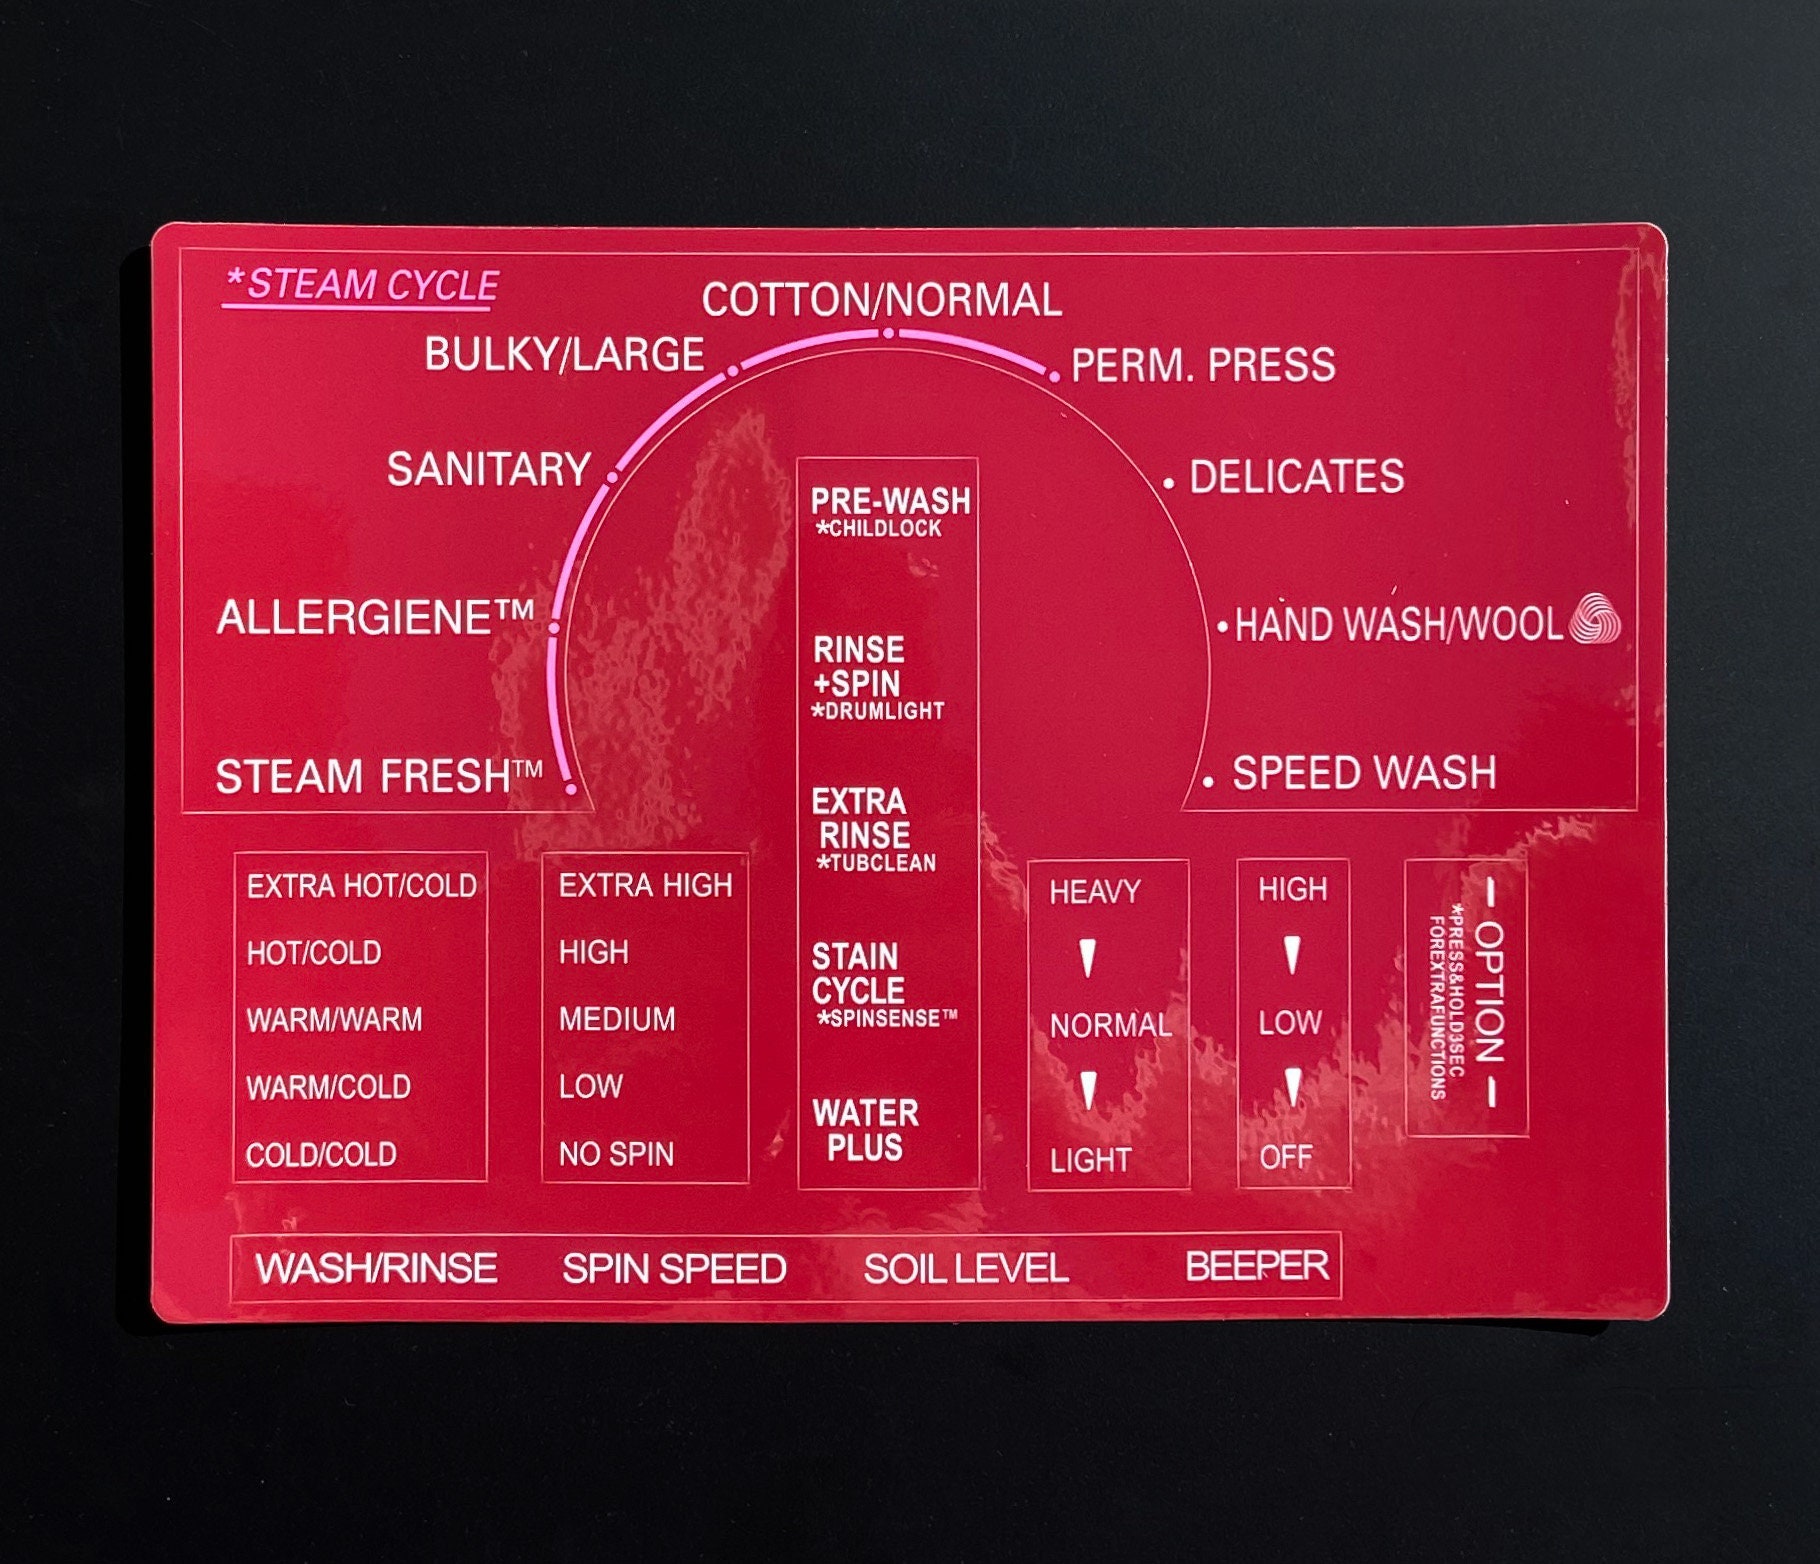 *STEAM CYCLE
COTTON/NORMAL
BULKY/LARGE
PERM. PRESS
SANITARY
DELICATES
ALLERGIENE™
HAND WASH/WOOL
STEAM FRESH™
SPEED WASH
PRE-WASH
*CHILDLOCK
RINSE
+SPIN
*DRUMLIGHT
EXTRA
RINSE
*TUBCLEAN
STAIN
CYCLE
*SPINSENSE™
WATER
PLUS
EXTRA HOT/COLD
HOT/COLD
WARM/WARM
WARM/COLD
COLD/COLD
EXTRA HIGH
HIGH
MEDIUM
LOW
NO SPIN
HEAVY
NORMAL
LIGHT
HIGH
LOW
OFF
– OPTION –
*PRESS&HOLD3SEC
FOREXTRAFUNCTIONS
WASH/RINSE
SPIN SPEED
SOIL LEVEL
BEEPER